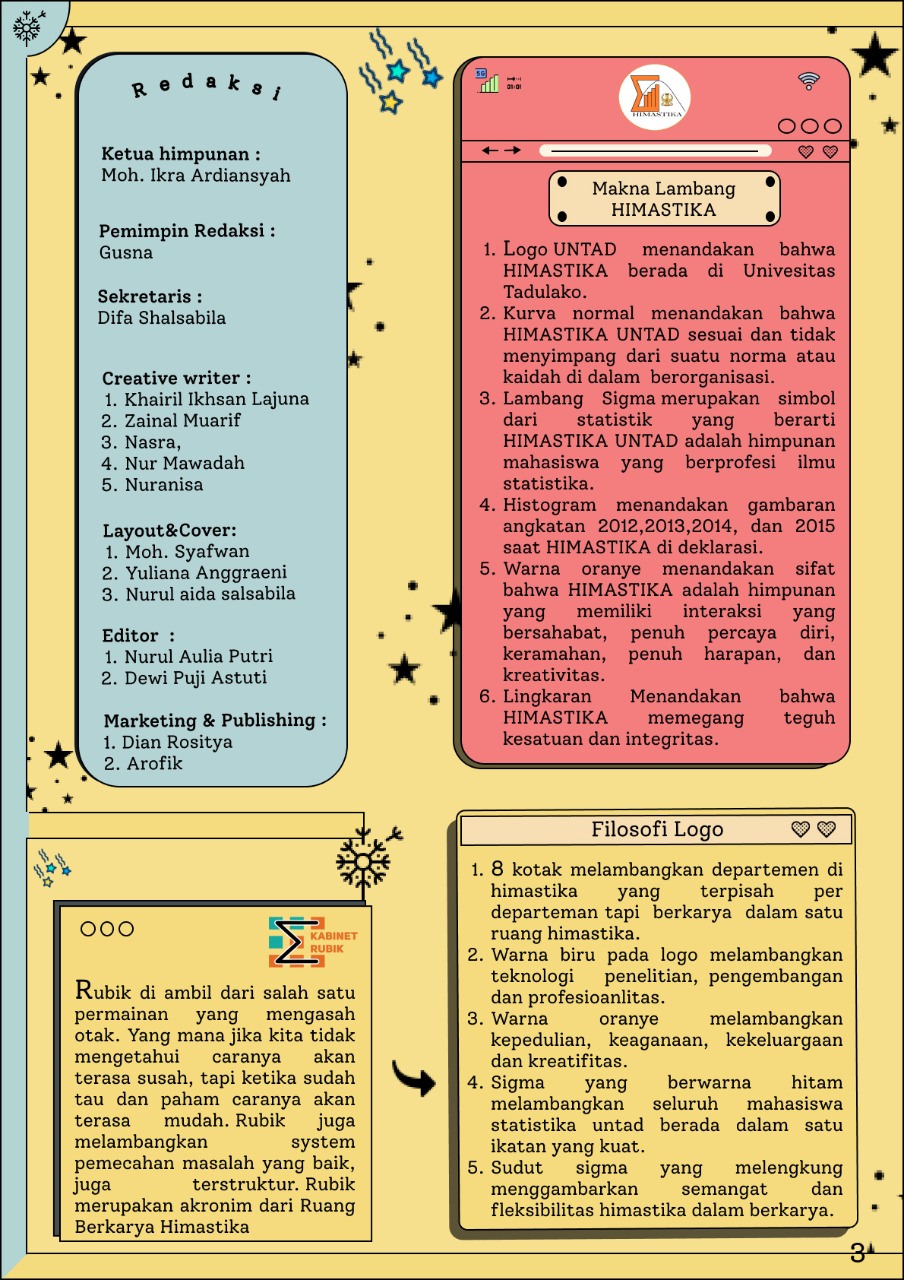 Redaksi
Ketua himpunan :
Moh. Ikra Ardiansyah
Pemimpin Redaksi :
Gusna
Sekretaris :
Difa Shalsabila
Creative writer :
1. Khairil Ikhsan Lajuna
2. Zainal Muarif
3. Nasra,
4. Nur Mawadah
5. Nuranisa
Layout&Cover:
1. Moh. Syafwan
2. Yuliana Anggraeni
3. Nurul aida salsabila
Editor :
1. Nurul Aulia Putri
2. Dewi Puji Astuti
Marketing & Publishing :
1. Dian Rositya
2. Arofik
5G
HIMASTIKA
Makna Lambang
HIMASTIKA
1. Logo UNTAD menandakan bahwa
HIMASTIKA berada di Univesitas
Tadulako.
2. Kurva normal menandakan bahwa
HIMASTIKA UNTAD sesuai dan tidak
menyimpang dari suatu norma atau
kaidah di dalam berorganisasi.
3. Lambang Sigma merupakan simbol
dari statistik yang berarti
HIMASTIKA UNTAD adalah himpunan
mahasiswa yang berprofesi ilmu
statistika.
4. Histogram menandakan gambaran
angkatan 2012,2013,2014, dan 2015
saat HIMASTIKA di deklarasi.
5. Warna oranye menandakan sifat
bahwa HIMASTIKA adalah himpunan
yang memiliki interaksi yang
bersahabat, penuh percaya diri,
keramahan, penuh harapan, dan
kreativitas.
6. Lingkaran Menandakan bahwa
HIMASTIKA memegang teguh
kesatuan dan integritas.
KABINET
RUBIK
Rubik di ambil dari salah satu
permainan yang mengasah
otak. Yang mana jika kita tidak
mengetahui caranya akan
terasa susah, tapi ketika sudah
tau dan paham caranya akan
terasa mudah. Rubik juga
melambangkan system
pemecahan masalah yang baik,
juga terstruktur. Rubik
merupakan akronim dari Ruang
Berkarya Himastika
Filosofi Logo
1. 8 kotak melambangkan departemen di
himastika yang terpisah per
departeman tapi berkarya dalam satu
ruang himastika.
2. Warna biru pada logo melambangkan
teknologi penelitian, pengembangan
dan profesioanlitas.
3. Warna oranye melambangkan
kepedulian, keaganaan, kekeluargaan
dan kreatifitas.
4. Sigma yang berwarna hitam
melambangkan seluruh mahasiswa
statistika untad berada dalam satu
ikatan yang kuat.
5. Sudut sigma yang melengkung
menggambarkan semangat dan
fleksibilitas himastika dalam berkarya.
3